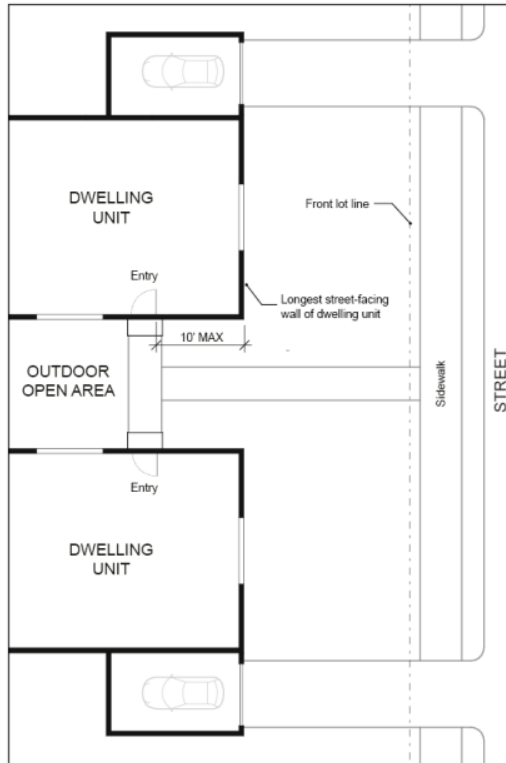 DWELLING
UNIT
Front lot line
Entry
Longest street-facing
wall of dwelling unit
10' MAX
OUTDOOR
OPEN AREA
Sidewalk
STREET
Entry
DWELLING
UNIT